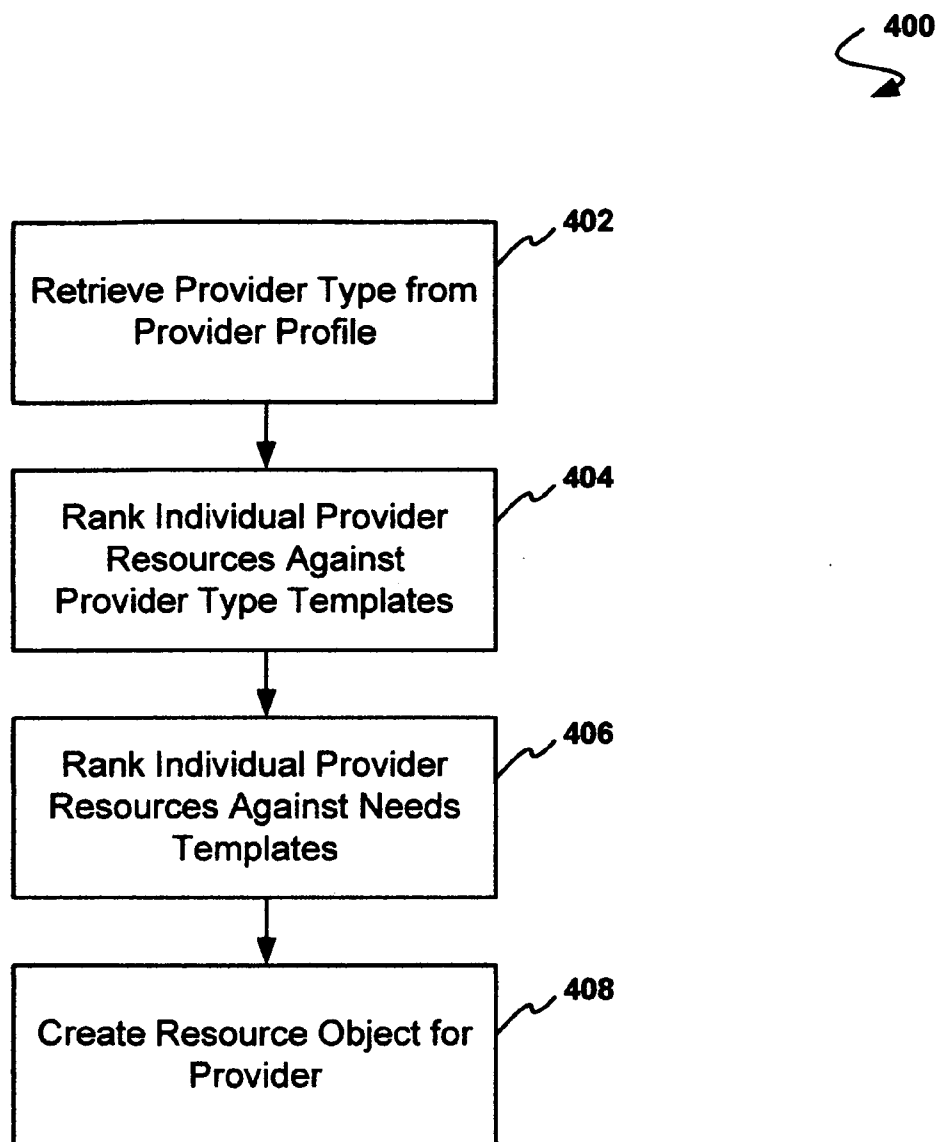 400
402
Retrieve Provider Type from
Provider Profile
404
Rank Individual Provider
Resources Against
Provider Type Templates
406
Rank Individual Provider
Resources Against Needs
Templates
408
Create Resource Object for
Provider